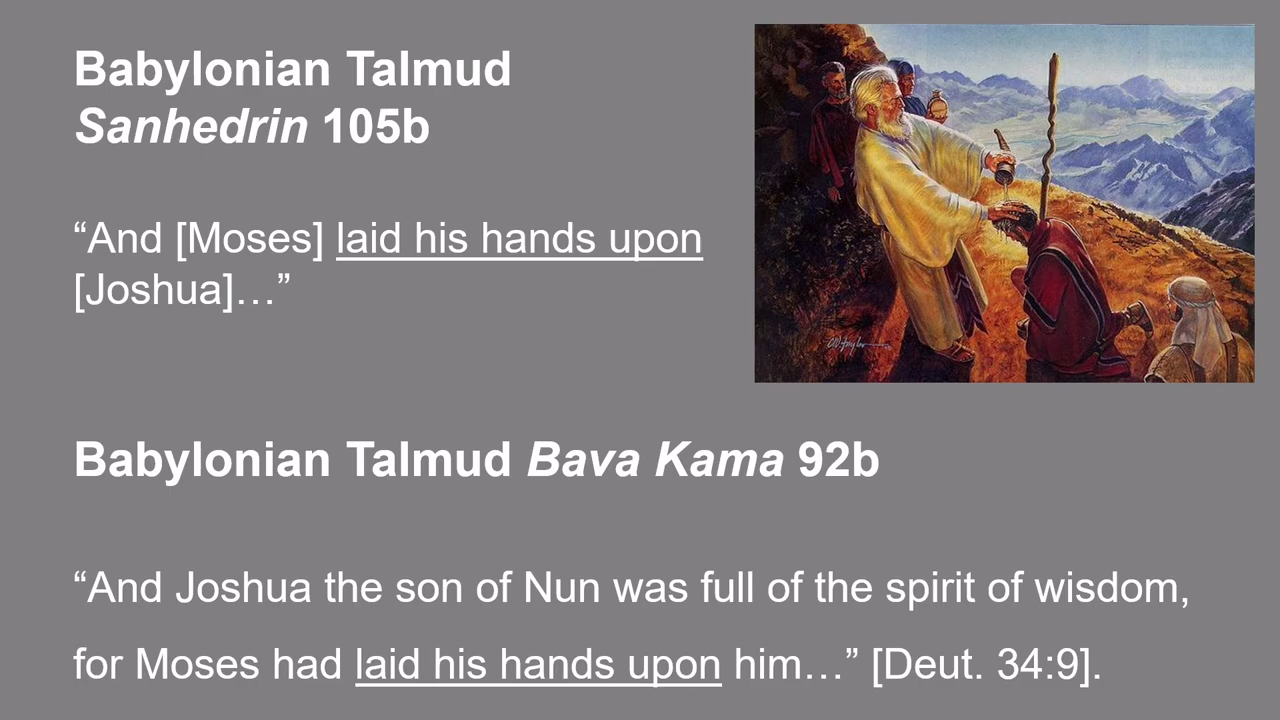 Babylonian Talmud
Sanhedrin 105b
“And [Moses] laid his hands upon
[Joshua]…”
Babylonian Talmud Bava Kama 92b
“And Joshua the son of Nun was full of the spirit of wisdom,
for Moses had laid his hands upon him…” [Deut. 34:9].